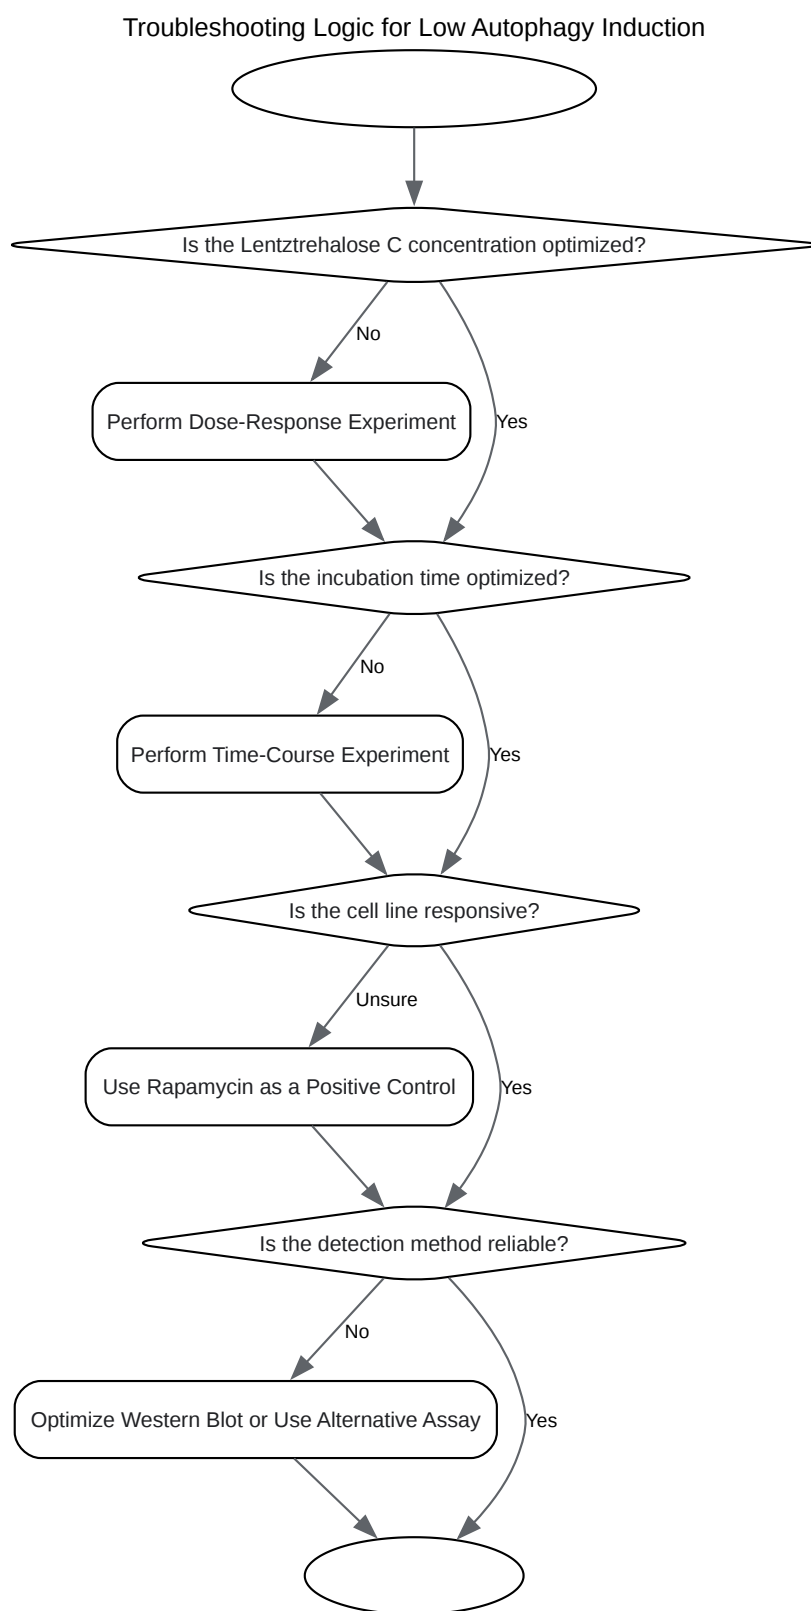 Troubleshooting Logic for Low Autophagy Induction
Is the Lentztrehalose C concentration optimized?
No
Perform Dose-Response Experiment
Yes
Is the incubation time optimized?
No
Perform Time-Course Experiment
Yes
Is the cell line responsive?
Unsure
Use Rapamycin as a Positive Control
Yes
Is the detection method reliable?
No
Optimize Western Blot or Use Alternative Assay
Yes